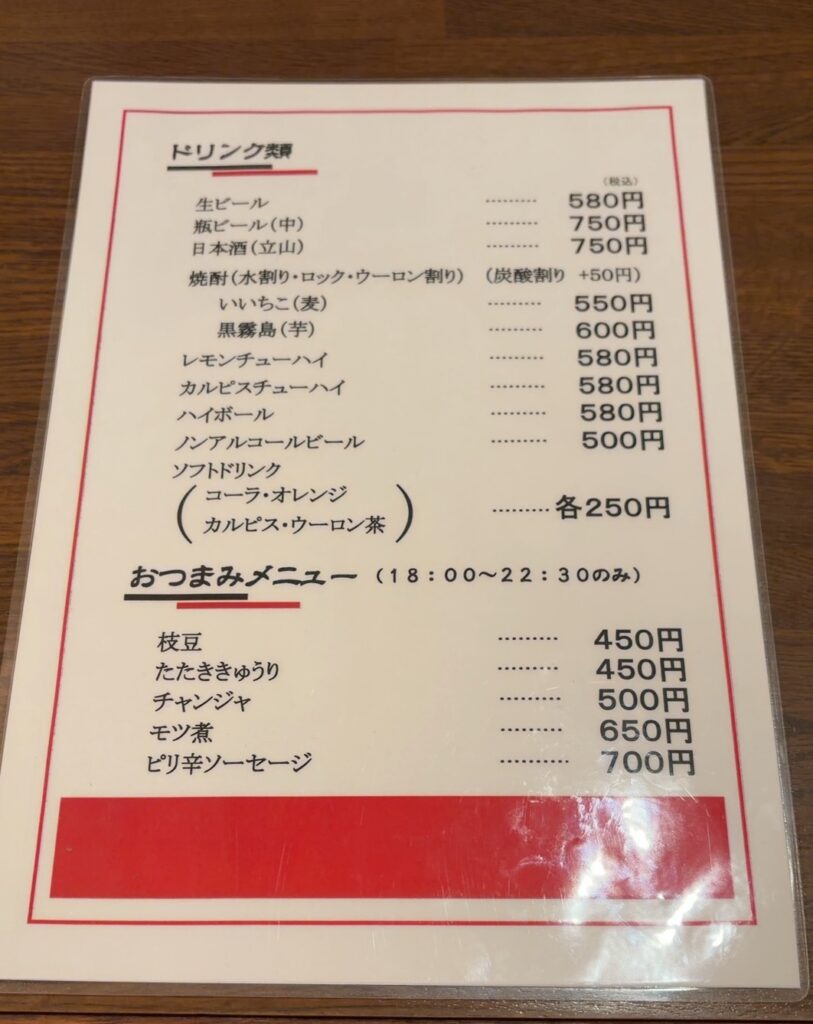 ドリンク類
(税込)
生ビール ……… 580円
瓶ビール(中) ……… 750円
日本酒(立山) ……… 750円
焼酎(水割り・ロック・ウーロン割り) (炭酸割り +50円)
いいちこ(麦) ……… 550円
黒霧島(芋) ……… 600円
レモンチューハイ ……… 580円
カルピスチューハイ ……… 580円
ハイボール ……… 580円
ノンアルコールビール ……… 500円
ソフトドリンク
(コーラ・オレンジ
カルピス・ウーロン茶) ……… 各250円
おつまみメニュー (18:00〜22:30のみ)
枝豆 ……… 450円
たたききゅうり ……… 450円
チャンジャ ……… 500円
モツ煮 ……… 650円
ピリ辛ソーセージ ……… 700円